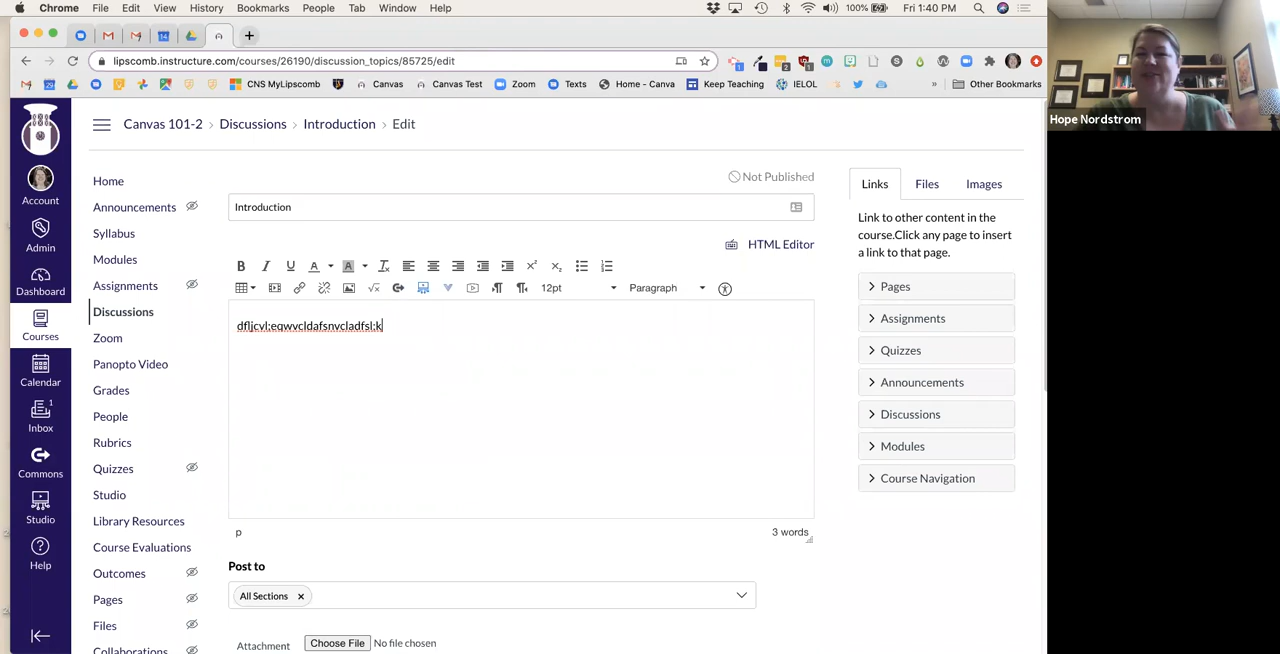 Chrome File Edit View History Bookmarks People Tab Window Help 100% Fri 1:40 PM
lipscomb.instructure.com/courses/26190/discussion_topics/85725/edit
CNS MyLipscomb Canvas Canvas Test Zoom Texts Home - Canva Keep Teaching IELOL » Other Bookmarks
Hope Nordstrom
Canvas 101-2 > Discussions > Introduction > Edit
Account
Admin
Dashboard
Courses
Calendar
1
Inbox
Commons
Studio
Help
Home
Announcements
Syllabus
Modules
Assignments
Discussions
Zoom
Panopto Video
Grades
People
Rubrics
Quizzes
Studio
Library Resources
Course Evaluations
Outcomes
Pages
Files
Collaborations
Not Published
Introduction
HTML Editor
12pt Paragraph
dfljcvl;eqwvcldafsnvcladfsl;k
p 3 words
Post to
All Sections ×
Attachment Choose File No file chosen
Links Files Images
Link to other content in the
course.Click any page to insert
a link to that page.
Pages
Assignments
Quizzes
Announcements
Discussions
Modules
Course Navigation